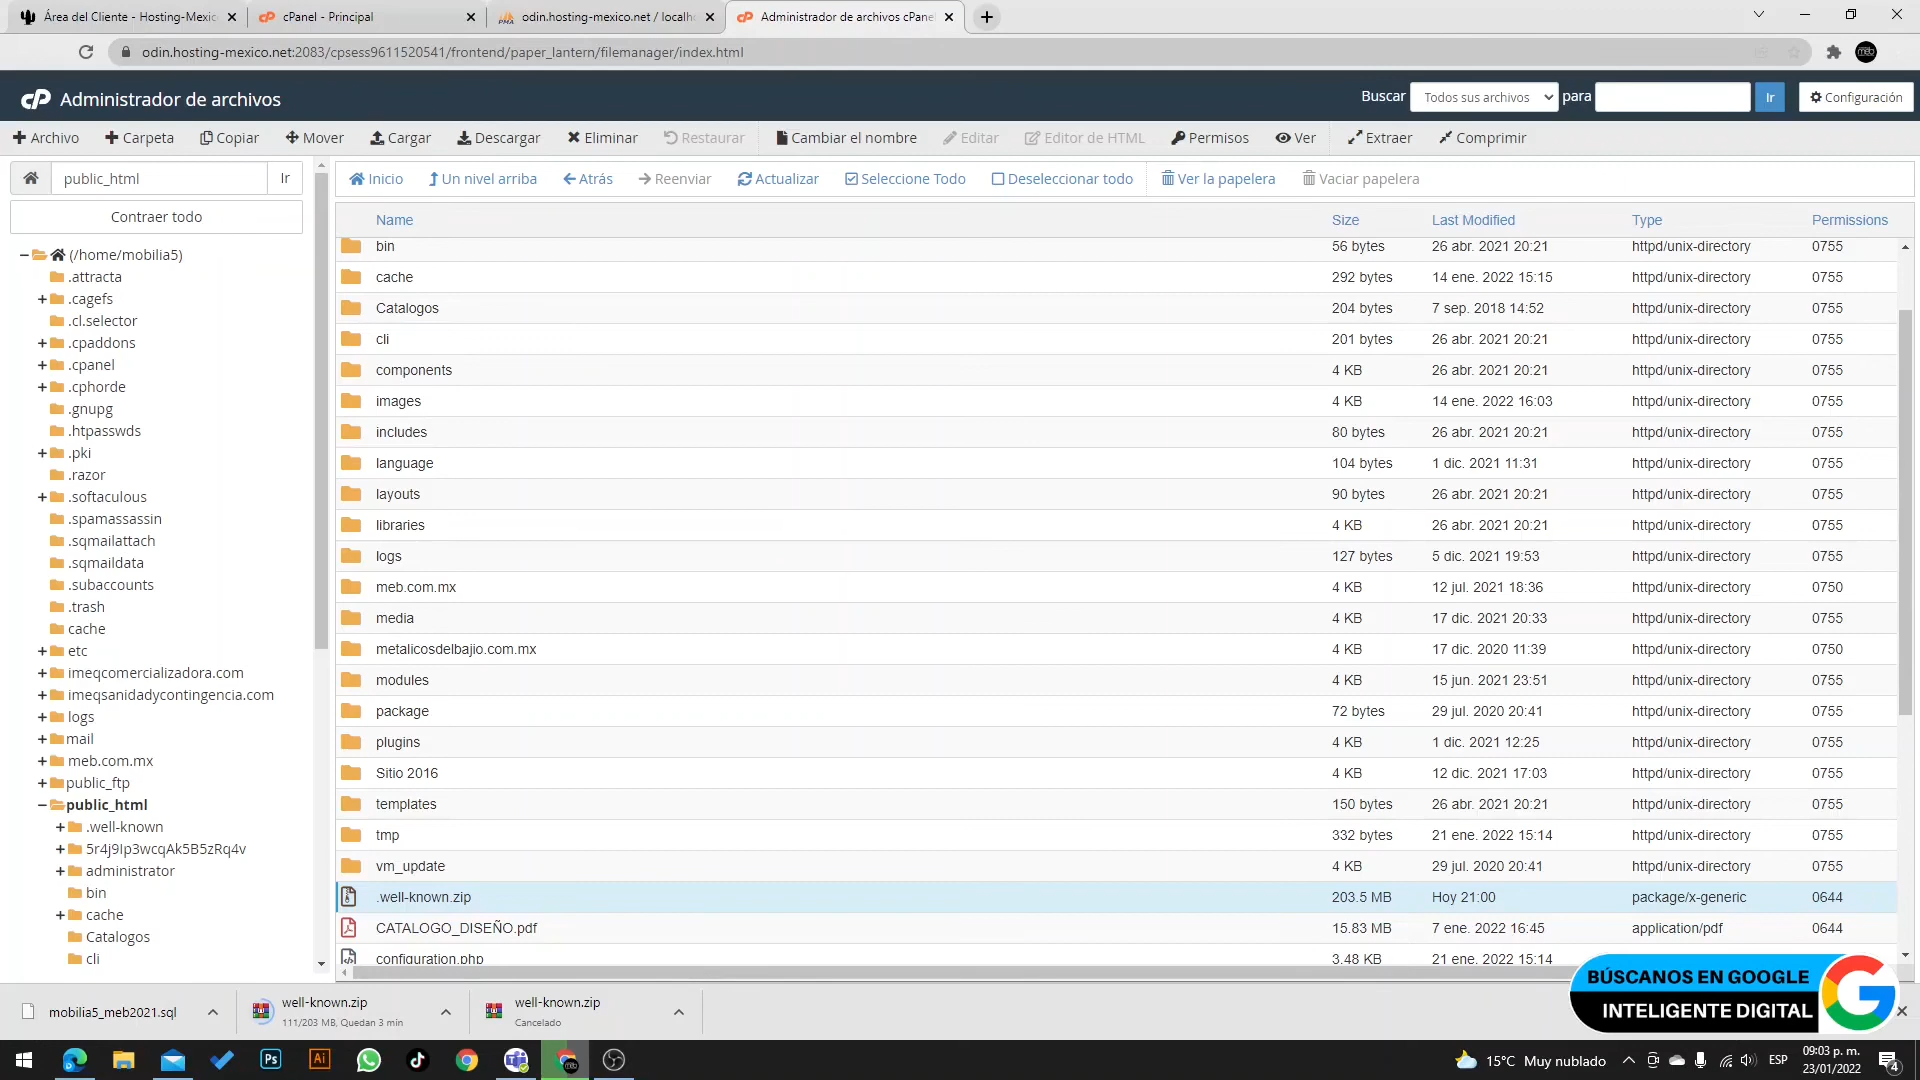 Área del Cliente - Hosting-Mexic
cPanel - Principal
odin.hosting-mexico.net / localh
Administrador de archivos cPanel
odin.hosting-mexico.net:2083/cpsess9611520541/frontend/paper_lantern/filemanager/index.html
cP Administrador de archivos
Buscar Todos sus archivos para Ir Configuración
Archivo Carpeta Copiar Mover Cargar Descargar Eliminar Restaurar Cambiar el nombre Editar Editor de HTML Permisos Ver Extraer Comprimir
public_html Ir
Inicio Un nivel arriba Atrás Reenviar Actualizar Seleccione Todo Deseleccionar todo Ver la papelera Vaciar papelera
Contraer todo
(/home/mobilia5)
.attracta
.cagefs
.cl.selector
.cpaddons
.cpanel
.cphorde
.gnupg
.htpasswds
.pki
.razor
.softaculous
.spamassassin
.sqmailattach
.sqmaildata
.subaccounts
.trash
cache
etc
imeqcomercializadora.com
imeqsanidadycontingencia.com
logs
mail
meb.com.mx
public_ftp
public_html
.well-known
5r4j9Ip3wcqAk5B5zRq4v
administrator
bin
cache
Catalogos
cli
Name Size Last Modified Type Permissions
bin 56 bytes 26 abr. 2021 20:21 httpd/unix-directory 0755
cache 292 bytes 14 ene. 2022 15:15 httpd/unix-directory 0755
Catalogos 204 bytes 7 sep. 2018 14:52 httpd/unix-directory 0755
cli 201 bytes 26 abr. 2021 20:21 httpd/unix-directory 0755
components 4 KB 26 abr. 2021 20:21 httpd/unix-directory 0755
images 4 KB 14 ene. 2022 16:03 httpd/unix-directory 0755
includes 80 bytes 26 abr. 2021 20:21 httpd/unix-directory 0755
language 104 bytes 1 dic. 2021 11:31 httpd/unix-directory 0755
layouts 90 bytes 26 abr. 2021 20:21 httpd/unix-directory 0755
libraries 4 KB 26 abr. 2021 20:21 httpd/unix-directory 0755
logs 127 bytes 5 dic. 2021 19:53 httpd/unix-directory 0755
meb.com.mx 4 KB 12 jul. 2021 18:36 httpd/unix-directory 0750
media 4 KB 17 dic. 2021 20:33 httpd/unix-directory 0755
metalicosdelbajio.com.mx 4 KB 17 dic. 2020 11:39 httpd/unix-directory 0750
modules 4 KB 15 jun. 2021 23:51 httpd/unix-directory 0755
package 72 bytes 29 jul. 2020 20:41 httpd/unix-directory 0755
plugins 4 KB 1 dic. 2021 12:25 httpd/unix-directory 0755
Sitio 2016 4 KB 12 dic. 2021 17:03 httpd/unix-directory 0755
templates 150 bytes 26 abr. 2021 20:21 httpd/unix-directory 0755
tmp 332 bytes 21 ene. 2022 15:14 httpd/unix-directory 0755
vm_update 4 KB 29 jul. 2020 20:41 httpd/unix-directory 0755
.well-known.zip 203.5 MB Hoy 21:00 package/x-generic 0644
CATALOGO_DISEÑO.pdf 15.83 MB 7 ene. 2022 16:45 application/pdf 0644
configuration.php 3.48 KB 21 ene. 2022 15:14
BÚSCANOS EN GOOGLE
INTELIGENTE DIGITAL
mobilia5_meb2021.sql
well-known.zip
111/203 MB, Quedan 3 min
well-known.zip
Cancelado
Ps
Ai
15°C Muy nublado
ESP
09:03 p. m.
23/01/2022
4